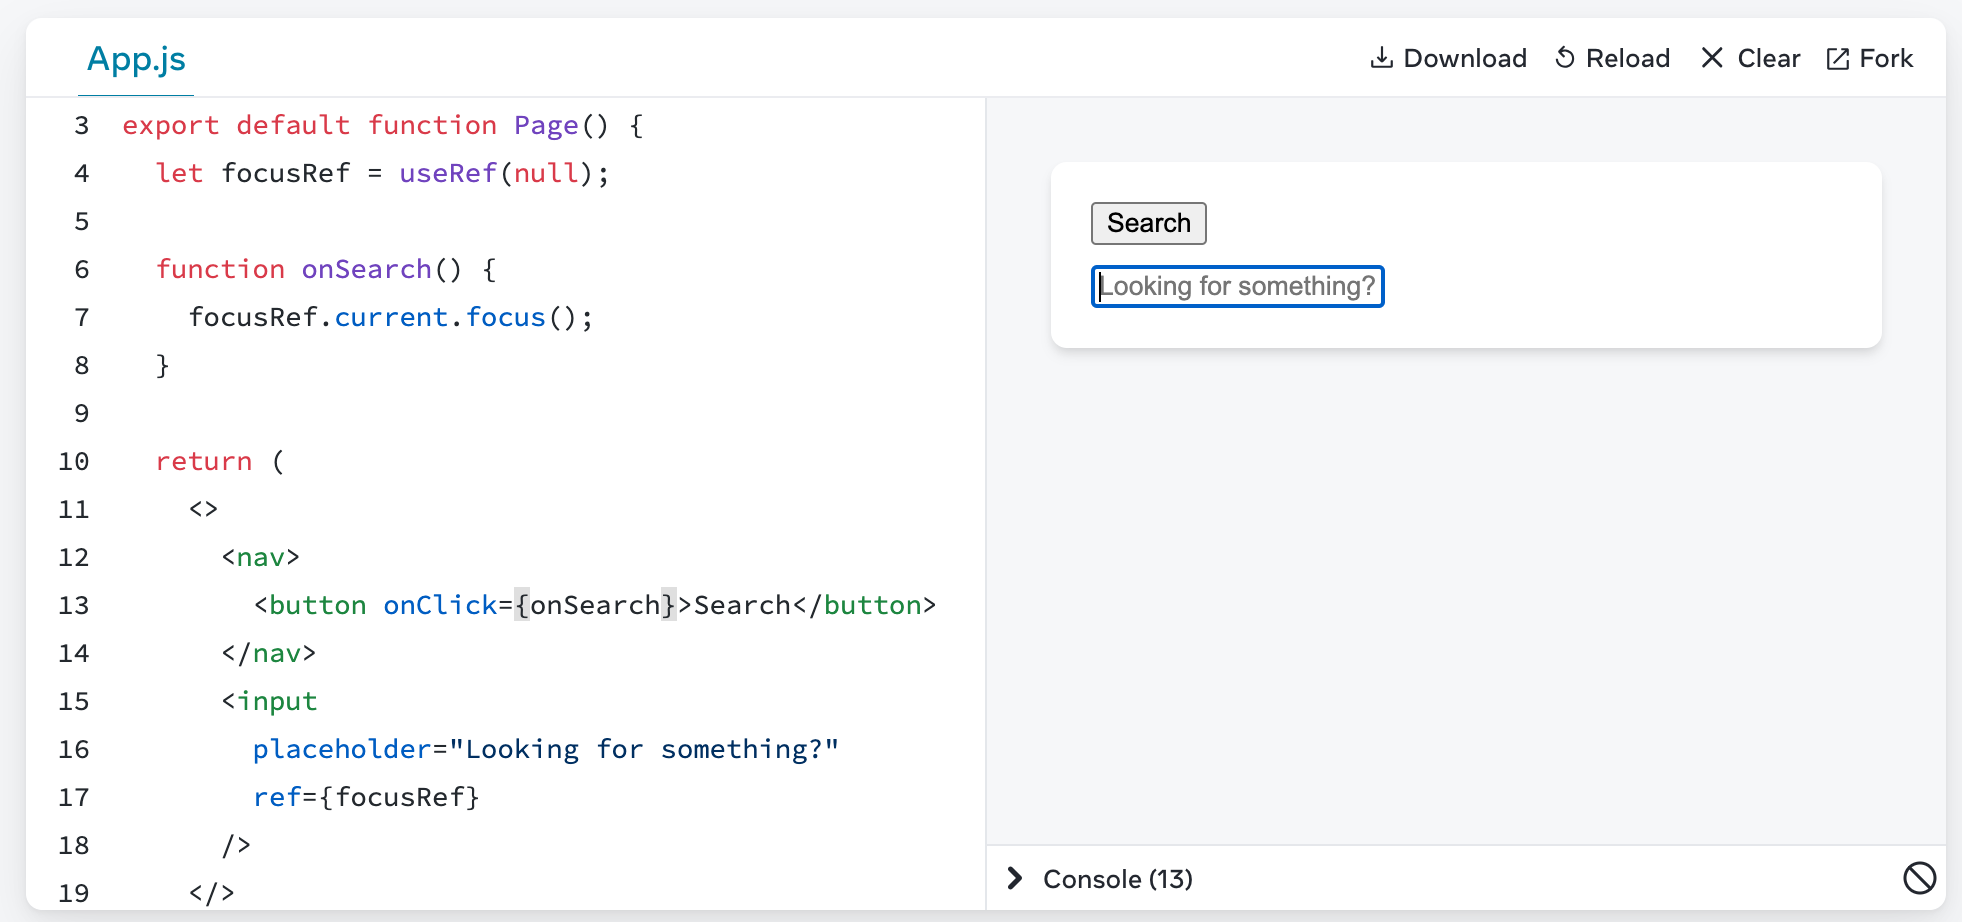 App.js
Download Reload Clear Fork
3 export default function Page() {
4 let focusRef = useRef(null);
5
6 function onSearch() {
7 focusRef.current.focus();
8 }
9
10 return (
11 <>
12 <nav>
13 <button onClick={onSearch}>Search</button>
14 </nav>
15 <input
16 placeholder="Looking for something?"
17 ref={focusRef}
18 />
19 </>
Search
Looking for something?
Console (13)